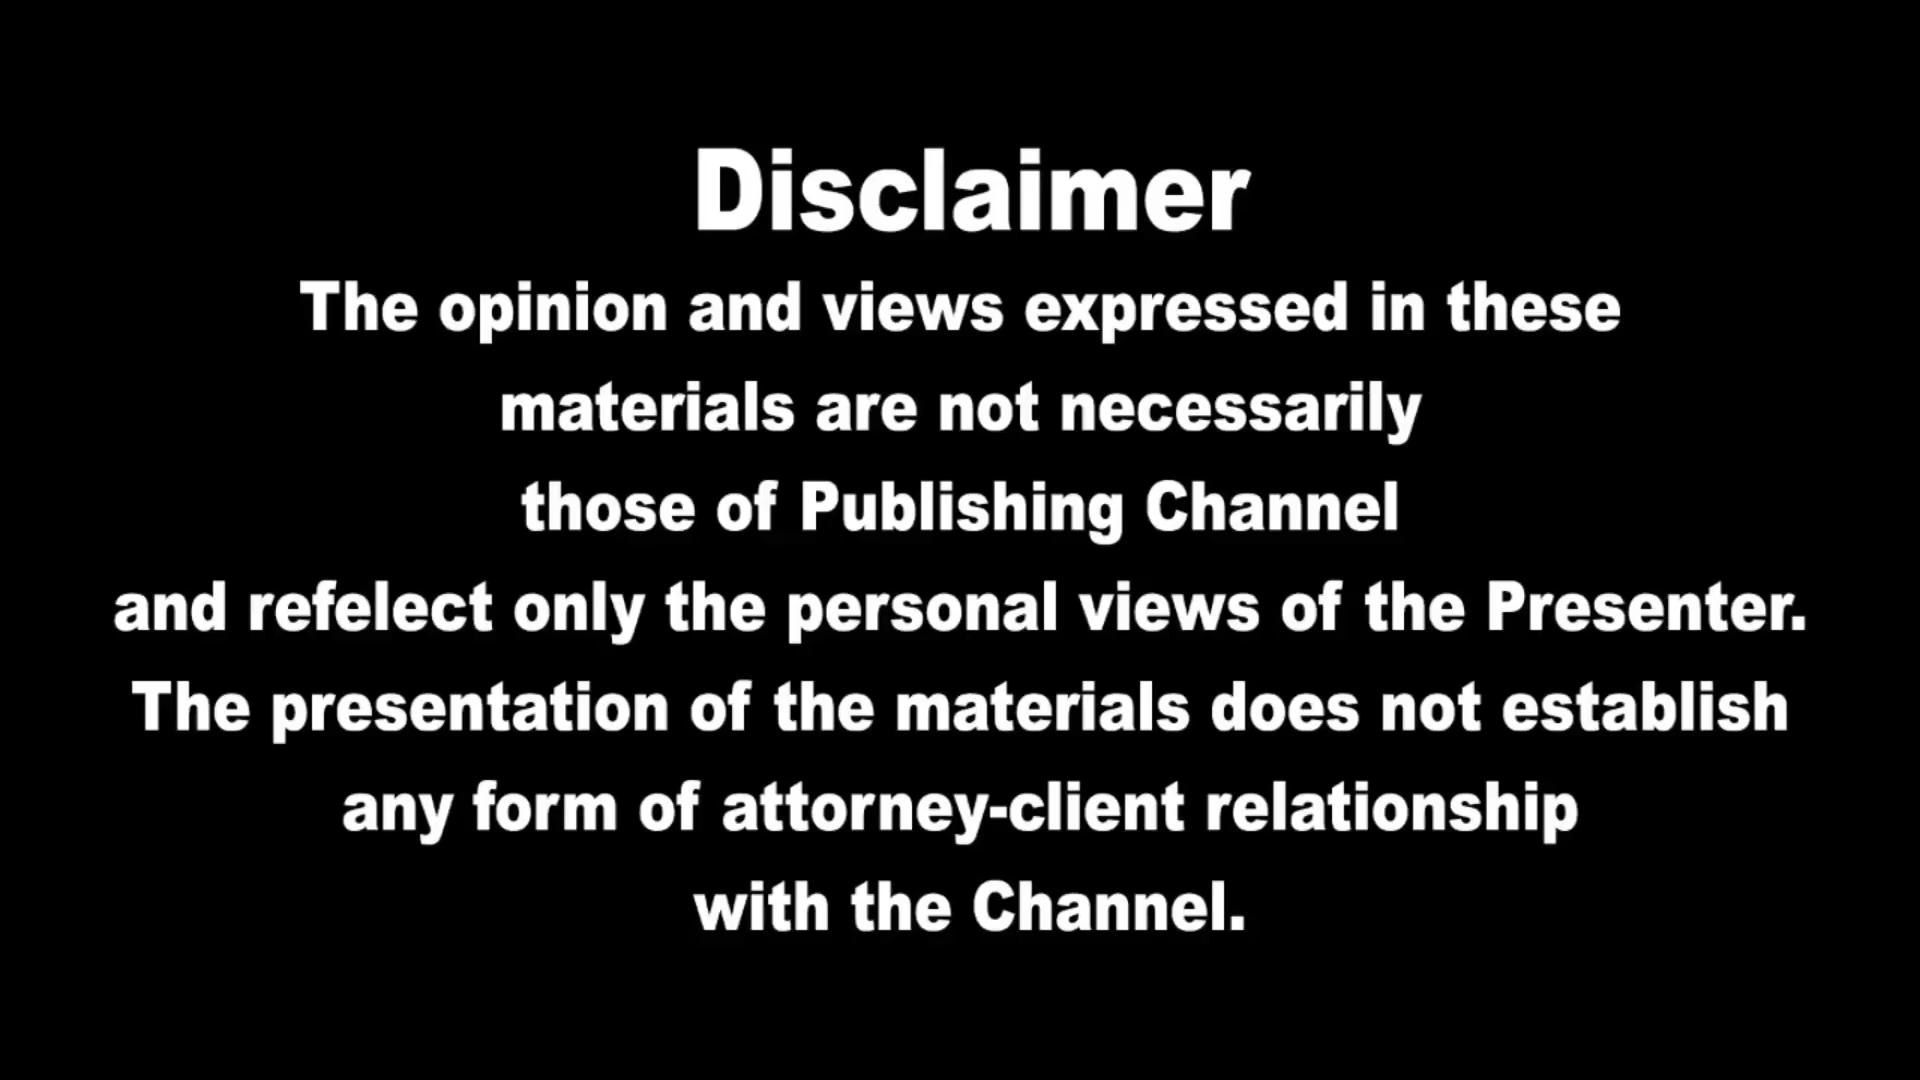 Disclaimer
The opinion and views expressed in these
materials are not necessarily
those of Publishing Channel
and refelect only the personal views of the Presenter.
The presentation of the materials does not establish
any form of attorney-client relationship
with the Channel.